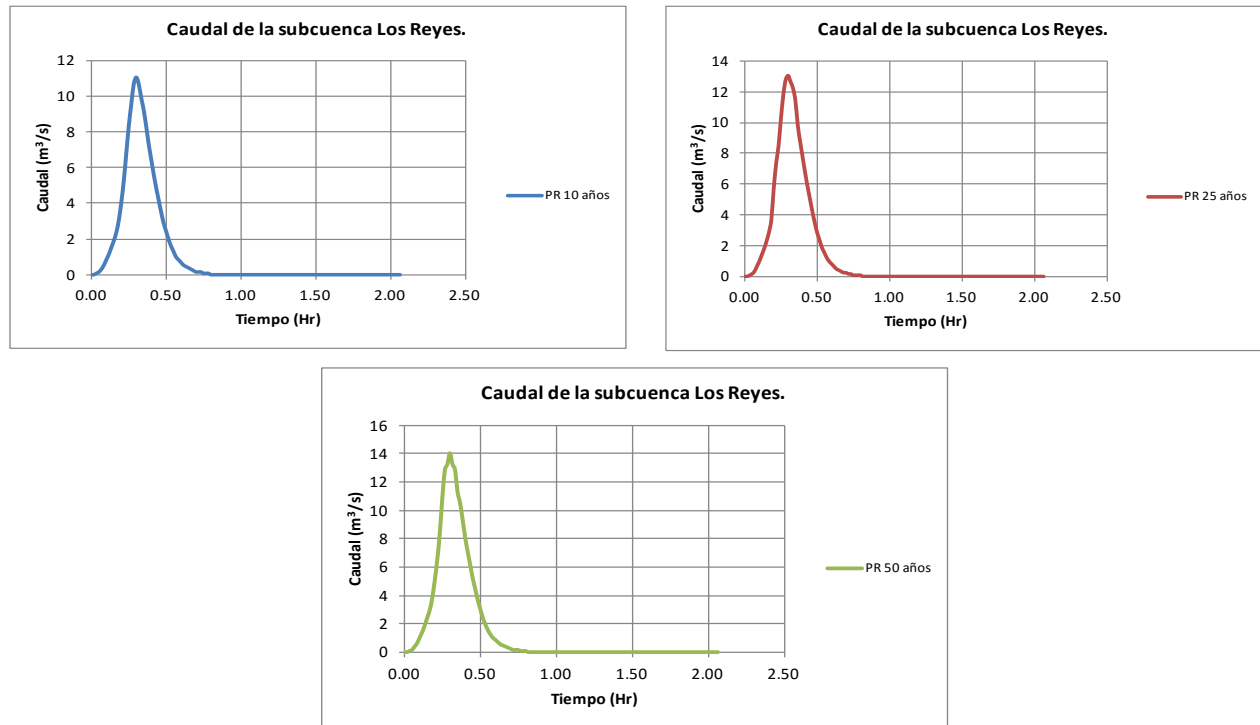 Caudal de la subcuenca Los Reyes.
12
10
8
6
4
2
0
Caudal (m³/s)
0.00 0.50 1.00 1.50 2.00 2.50
Tiempo (Hr)
PR 10 años
Caudal de la subcuenca Los Reyes.
14
12
10
8
6
4
2
0
Caudal (m³/s)
0.00 0.50 1.00 1.50 2.00 2.50
Tiempo (Hr)
PR 25 años
Caudal de la subcuenca Los Reyes.
16
14
12
10
8
6
4
2
0
Caudal (m³/s)
0.00 0.50 1.00 1.50 2.00 2.50
Tiempo (Hr)
PR 50 años